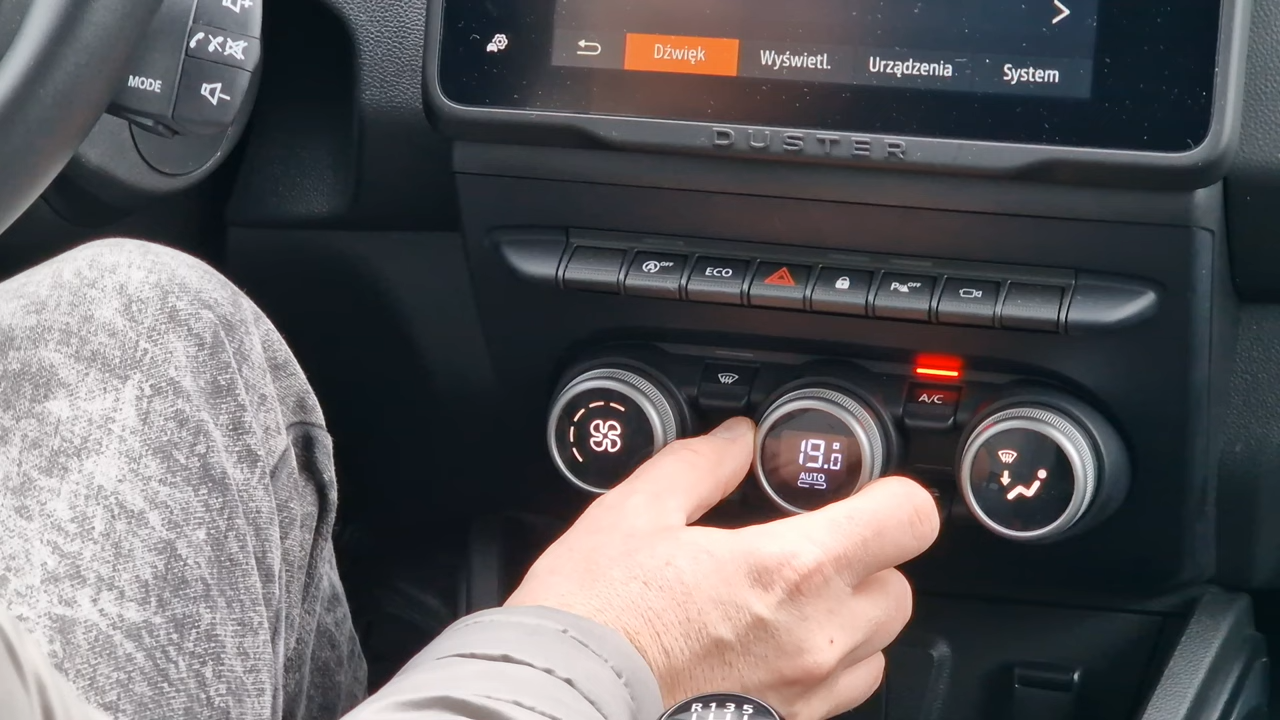 MODE
Dźwięk
Wyświetl.
Urządzenia
System
DUSTER
A OFF
ECO
P OFF
A/C
19.0
AUTO
R 1 3 5